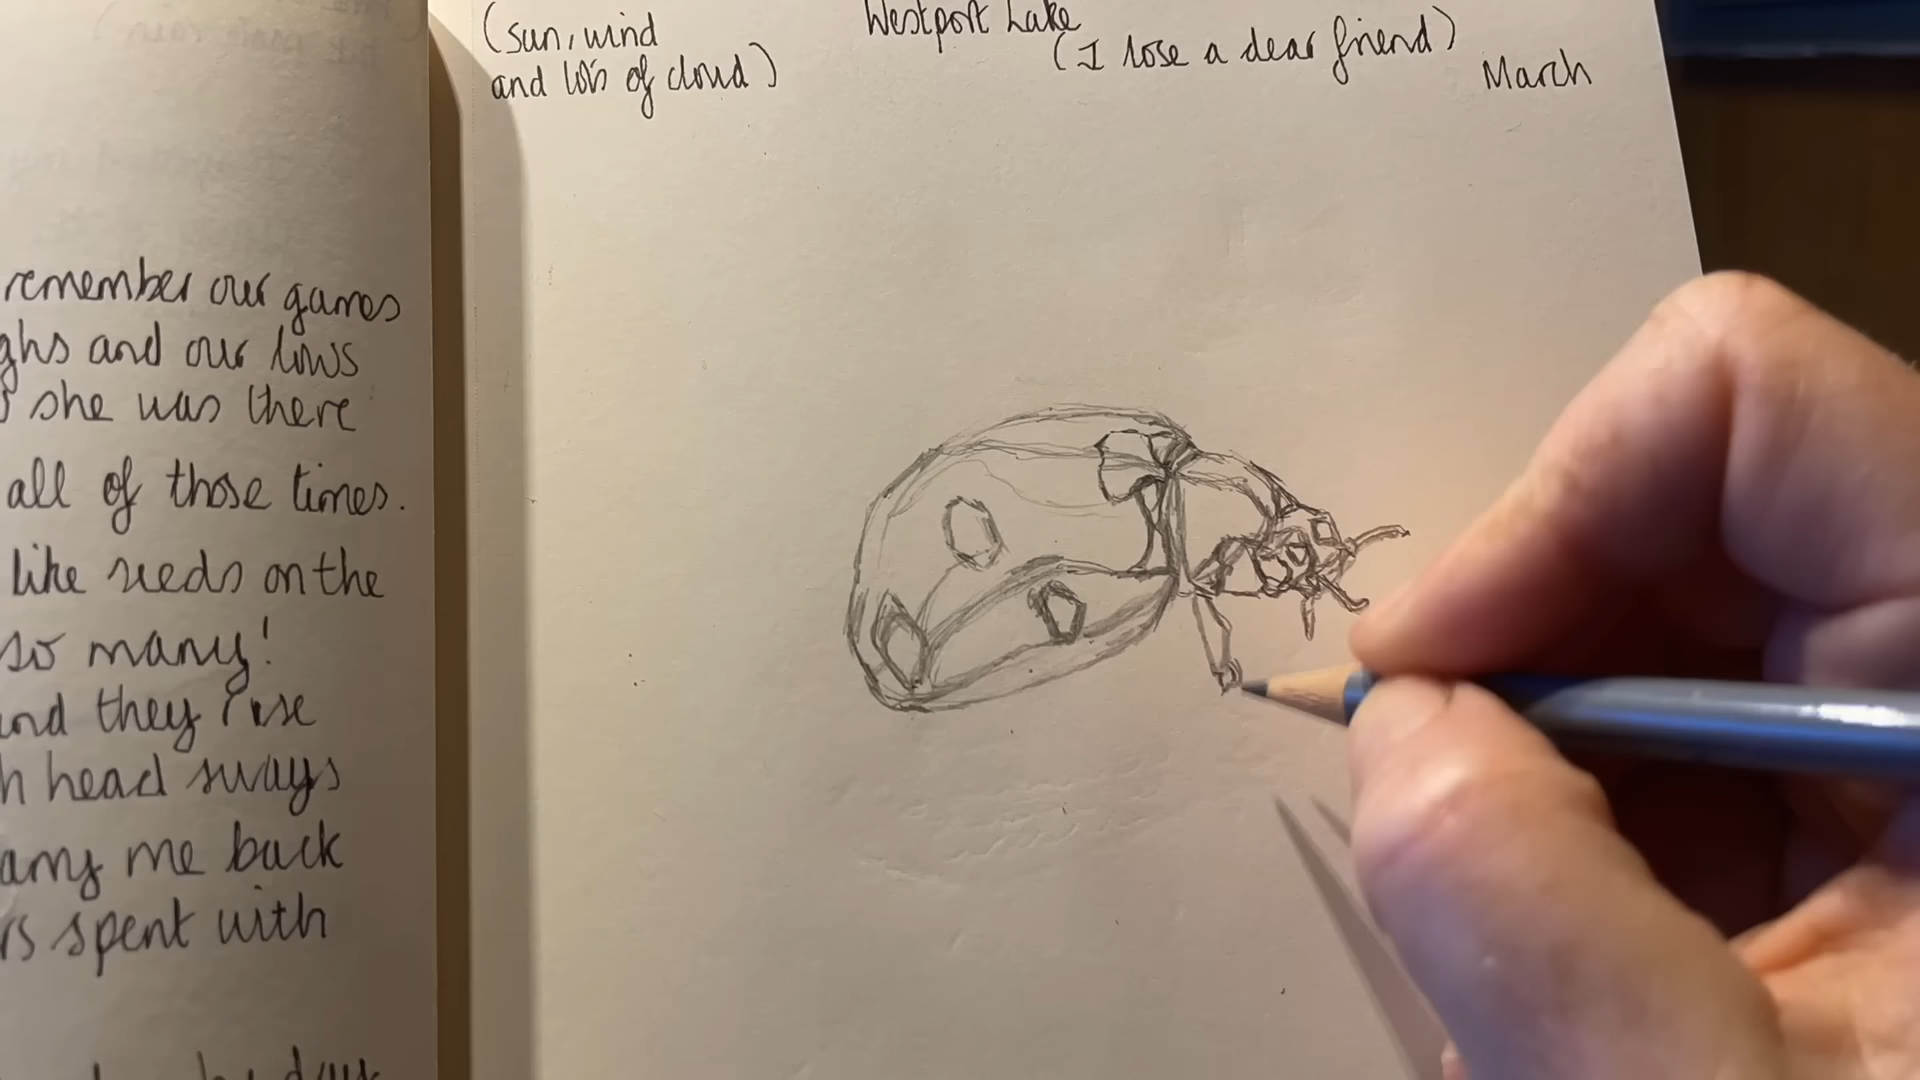 remember our games
ghs and our lows
she was there
all of those times.
like reeds on the
so many!
and they rise
h head sways
me back
rs spent with
(sun, wind
and lots of cloud)
Westport Lake
(I lose a dear friend)
March